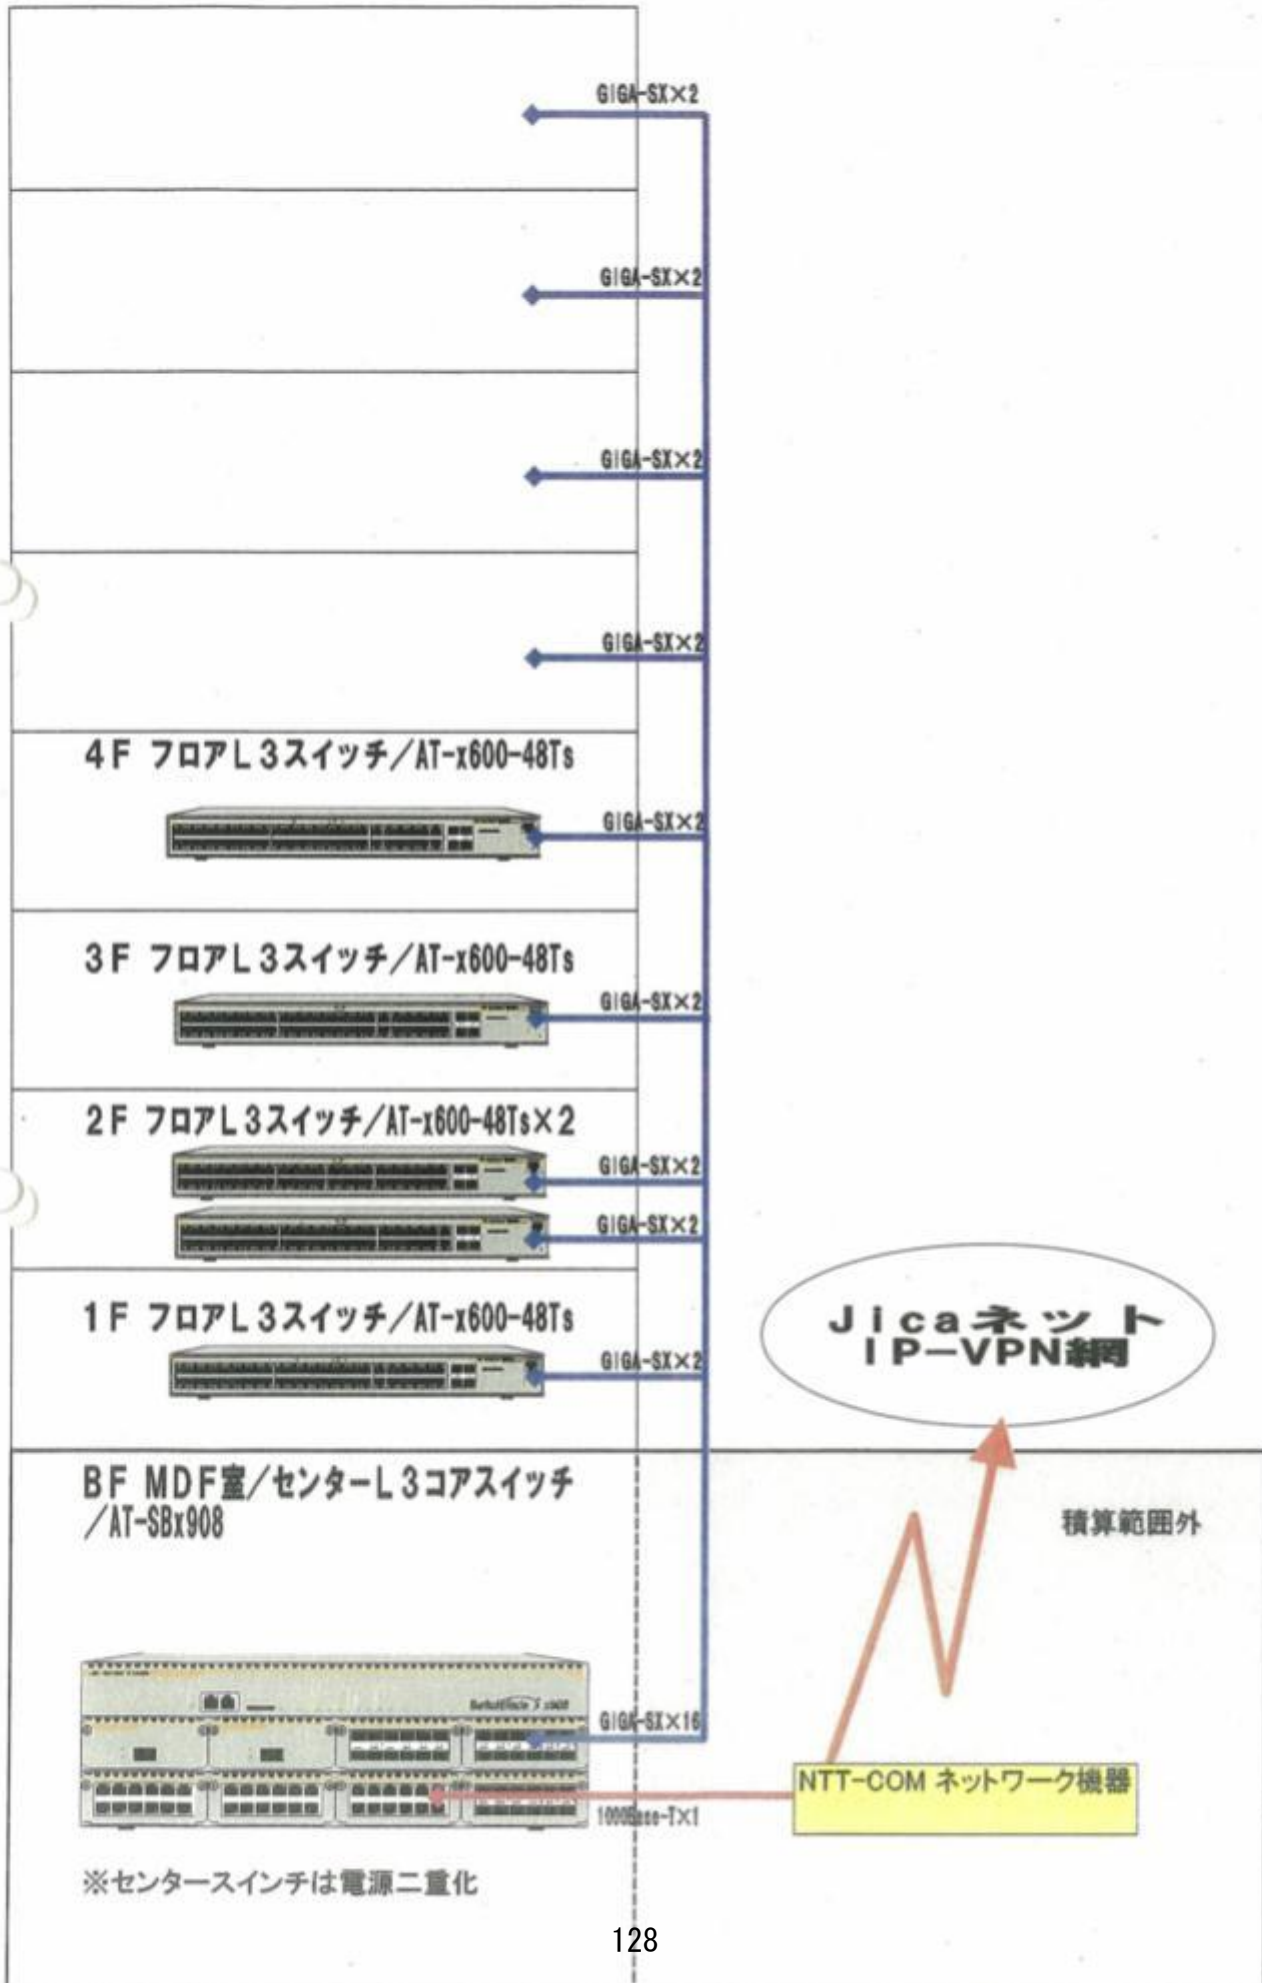 GIGA-SX×2
GIGA-SX×2
GIGA-SX×2
GIGA-SX×2
4F フロアL3スイッチ/AT-x600-48Ts
GIGA-SX×2
3F フロアL3スイッチ/AT-x600-48Ts
GIGA-SX×2
2F フロアL3スイッチ/AT-x600-48Ts×2
GIGA-SX×2
GIGA-SX×2
1F フロアL3スイッチ/AT-x600-48Ts
GIGA-SX×2
Jicaネット
IP-VPN網
BF MDF室/センターL3コアスイッチ
/AT-SBx908
積算範囲外
GIGA-SX×16
NTT-COM ネットワーク機器
1000Base-T×1
※センタースインチは電源二重化
128